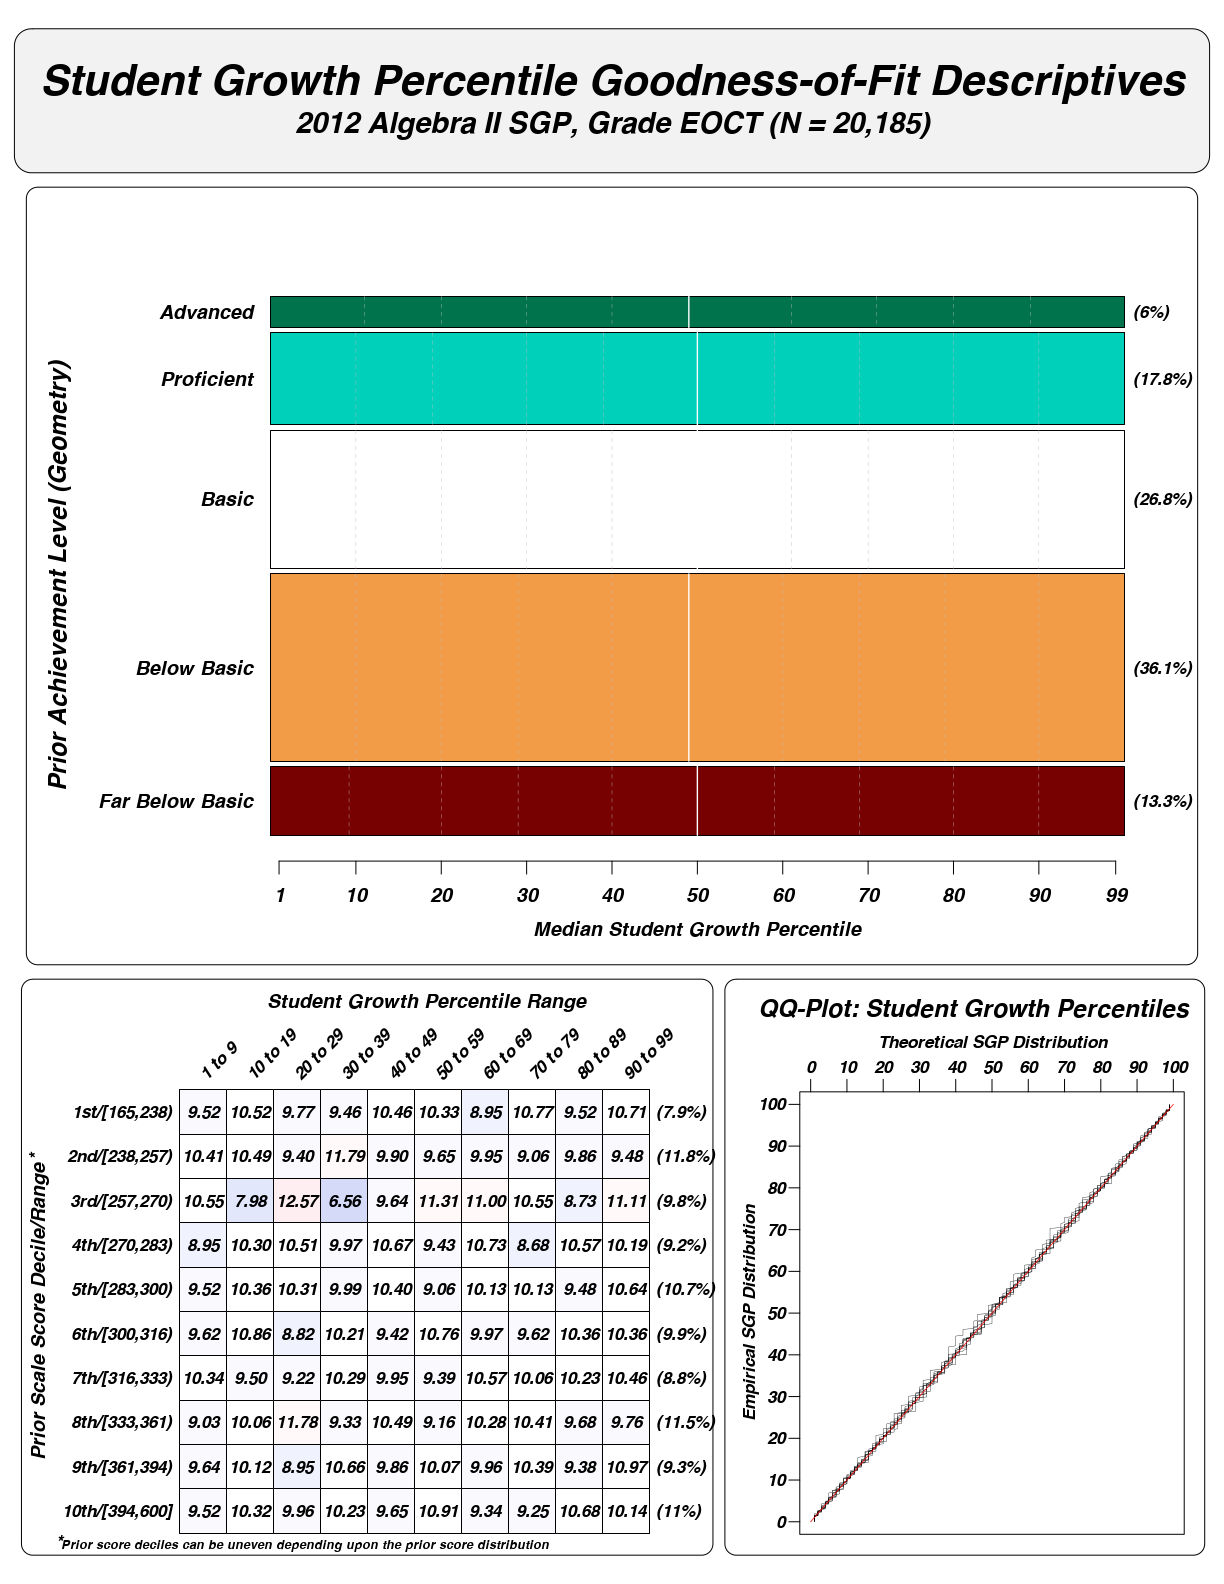 Student Growth Percentile Goodness-of-Fit Descriptives
2012 Algebra II SGP, Grade EOCT (N = 20,185)
Prior Achievement Level (Geometry)
Advanced (6%)
Proficient (17.8%)
Basic (26.8%)
Below Basic (36.1%)
Far Below Basic (13.3%)
1 10 20 30 40 50 60 70 80 90 99
Median Student Growth Percentile
Student Growth Percentile Range
1 to 9 10 to 19 20 to 29 30 to 39 40 to 49 50 to 59 60 to 69 70 to 79 80 to 89 90 to 99
Prior Scale Score Decile/Range*
1st/[165,238) 9.52 10.52 9.77 9.46 10.46 10.33 8.95 10.77 9.52 10.71 (7.9%)
2nd/[238,257) 10.41 10.49 9.40 11.79 9.90 9.65 9.95 9.06 9.86 9.48 (11.8%)
3rd/[257,270) 10.55 7.98 12.57 6.56 9.64 11.31 11.00 10.55 8.73 11.11 (9.8%)
4th/[270,283) 8.95 10.30 10.51 9.97 10.67 9.43 10.73 8.68 10.57 10.19 (9.2%)
5th/[283,300) 9.52 10.36 10.31 9.99 10.40 9.06 10.13 10.13 9.48 10.64 (10.7%)
6th/[300,316) 9.62 10.86 8.82 10.21 9.42 10.76 9.97 9.62 10.36 10.36 (9.9%)
7th/[316,333) 10.34 9.50 9.22 10.29 9.95 9.39 10.57 10.06 10.23 10.46 (8.8%)
8th/[333,361) 9.03 10.06 11.78 9.33 10.49 9.16 10.28 10.41 9.68 9.76 (11.5%)
9th/[361,394) 9.64 10.12 8.95 10.66 9.86 10.07 9.96 10.39 9.38 10.97 (9.3%)
10th/[394,600] 9.52 10.32 9.96 10.23 9.65 10.91 9.34 9.25 10.68 10.14 (11%)
*Prior score deciles can be uneven depending upon the prior score distribution
QQ-Plot: Student Growth Percentiles
Theoretical SGP Distribution
0 10 20 30 40 50 60 70 80 90 100
Empirical SGP Distribution
100
90
80
70
60
50
40
30
20
10
0